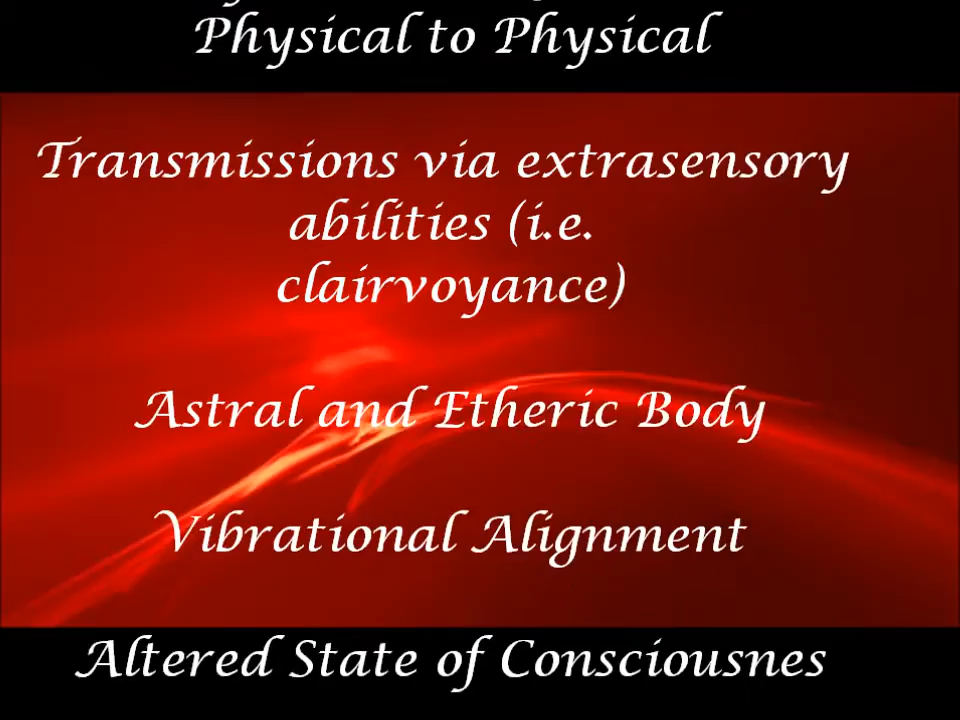 Physical to Physical
Transmissions via extrasensory
abilities (i.e.
clairvoyance)
Astral and Etheric Body
Vibrational Alignment
Altered State of Consciousnes